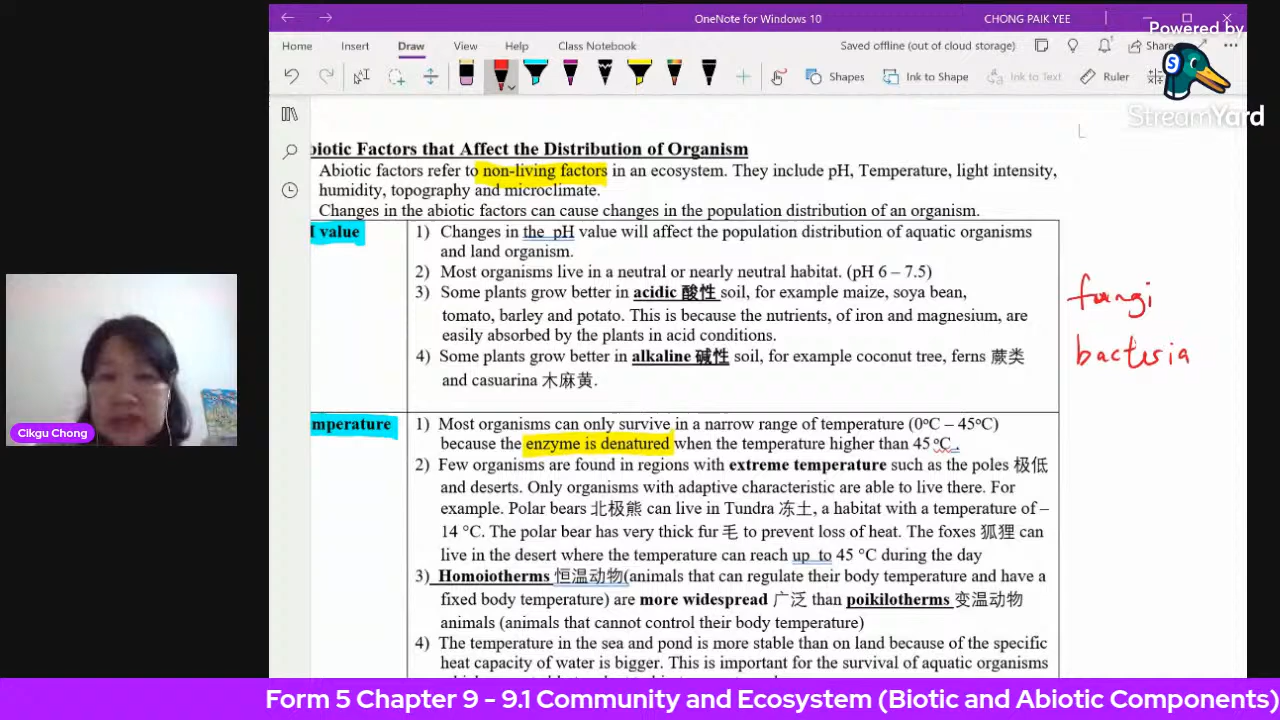 OneNote for Windows 10
CHONG PAIK YEE
Powered by
StreamYard
Home Insert Draw View Help Class Notebook
Saved offline (out of cloud storage)
Share
Shapes Ink to Shape Ink to Text Ruler
biotic Factors that Affect the Distribution of Organism
Abiotic factors refer to non-living factors in an ecosystem. They include pH, Temperature, light intensity,
humidity, topography and microclimate.
Changes in the abiotic factors can cause changes in the population distribution of an organism.
value
1) Changes in the pH value will affect the population distribution of aquatic organisms
and land organism.
2) Most organisms live in a neutral or nearly neutral habitat. (pH 6 – 7.5)
3) Some plants grow better in acidic 酸性 soil, for example maize, soya bean,
tomato, barley and potato. This is because the nutrients, of iron and magnesium, are
easily absorbed by the plants in acid conditions.
4) Some plants grow better in alkaline 碱性 soil, for example coconut tree, ferns 蕨类
and casuarina 木麻黄.
fungi
bacteria
mperature
1) Most organisms can only survive in a narrow range of temperature (0oC – 45oC)
because the enzyme is denatured when the temperature higher than 45 oC .
2) Few organisms are found in regions with extreme temperature such as the poles 极低
and deserts. Only organisms with adaptive characteristic are able to live there. For
example. Polar bears 北极熊 can live in Tundra 冻土, a habitat with a temperature of –
14 °C. The polar bear has very thick fur 毛 to prevent loss of heat. The foxes 狐狸 can
live in the desert where the temperature can reach up to 45 °C during the day
3) Homoiotherms 恒温动物(animals that can regulate their body temperature and have a
fixed body temperature) are more widespread 广泛 than poikilotherms 变温动物
animals (animals that cannot control their body temperature)
4) The temperature in the sea and pond is more stable than on land because of the specific
heat capacity of water is bigger. This is important for the survival of aquatic organisms
Cikgu Chong
Form 5 Chapter 9 - 9.1 Community and Ecosystem (Biotic and Abiotic Components)